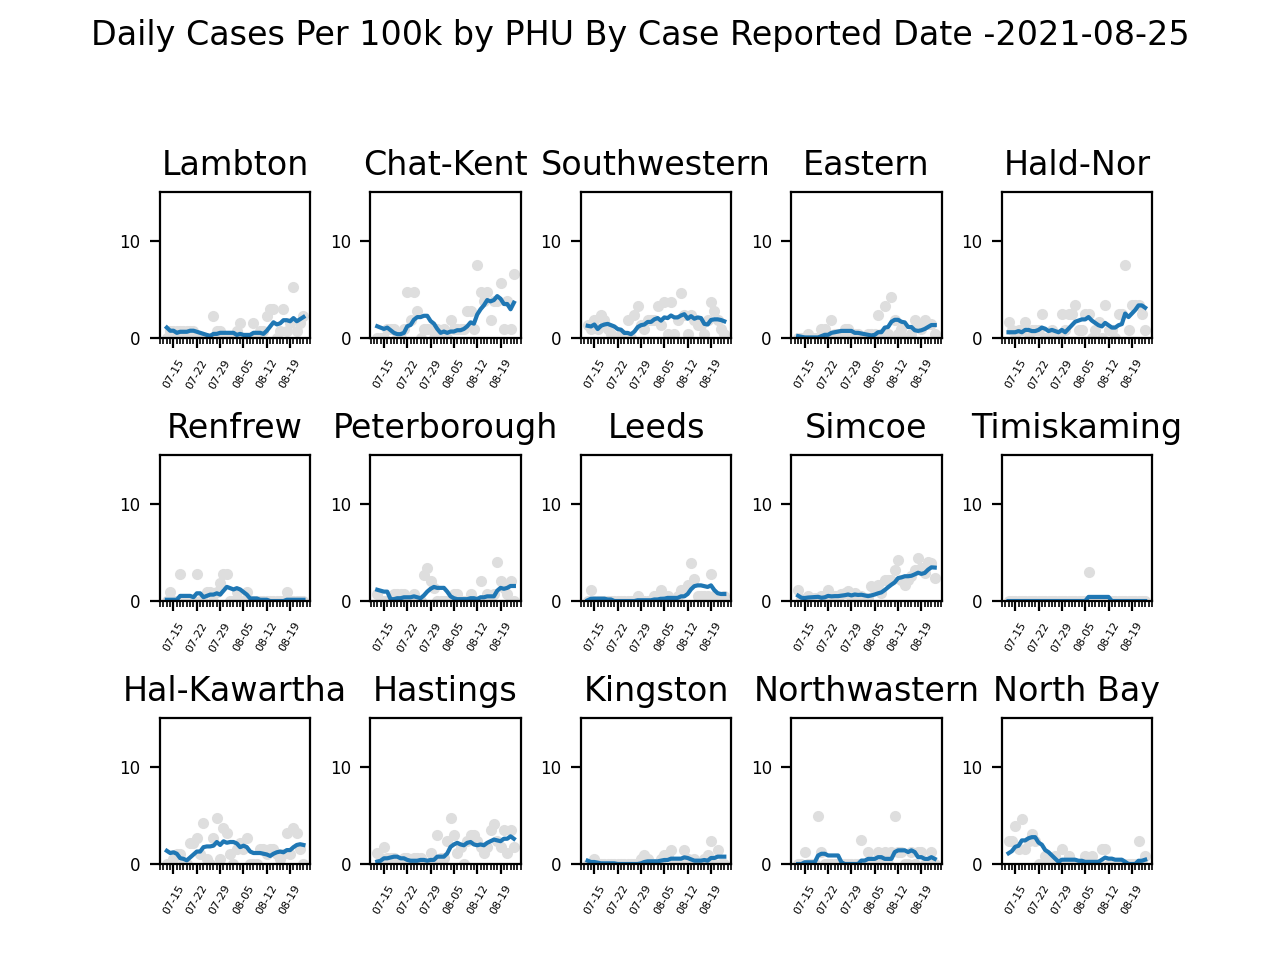 Daily Cases Per 100k by PHU By Case Reported Date -2021-08-25
Lambton Chat-Kent Southwestern Eastern Hald-Nor
10 10 10 10 10
0 0 0 0 0
07-15 07-22 07-29 08-05 08-12 08-19 07-15 07-22 07-29 08-05 08-12 08-19 07-15 07-22 07-29 08-05 08-12 08-19 07-15 07-22 07-29 08-05 08-12 08-19 07-15 07-22 07-29 08-05 08-12 08-19
Renfrew Peterborough Leeds Simcoe Timiskaming
10 10 10 10 10
0 0 0 0 0
07-15 07-22 07-29 08-05 08-12 08-19 07-15 07-22 07-29 08-05 08-12 08-19 07-15 07-22 07-29 08-05 08-12 08-19 07-15 07-22 07-29 08-05 08-12 08-19 07-15 07-22 07-29 08-05 08-12 08-19
Hal-Kawartha Hastings Kingston Northwastern North Bay
10 10 10 10 10
0 0 0 0 0
07-15 07-22 07-29 08-05 08-12 08-19 07-15 07-22 07-29 08-05 08-12 08-19 07-15 07-22 07-29 08-05 08-12 08-19 07-15 07-22 07-29 08-05 08-12 08-19 07-15 07-22 07-29 08-05 08-12 08-19